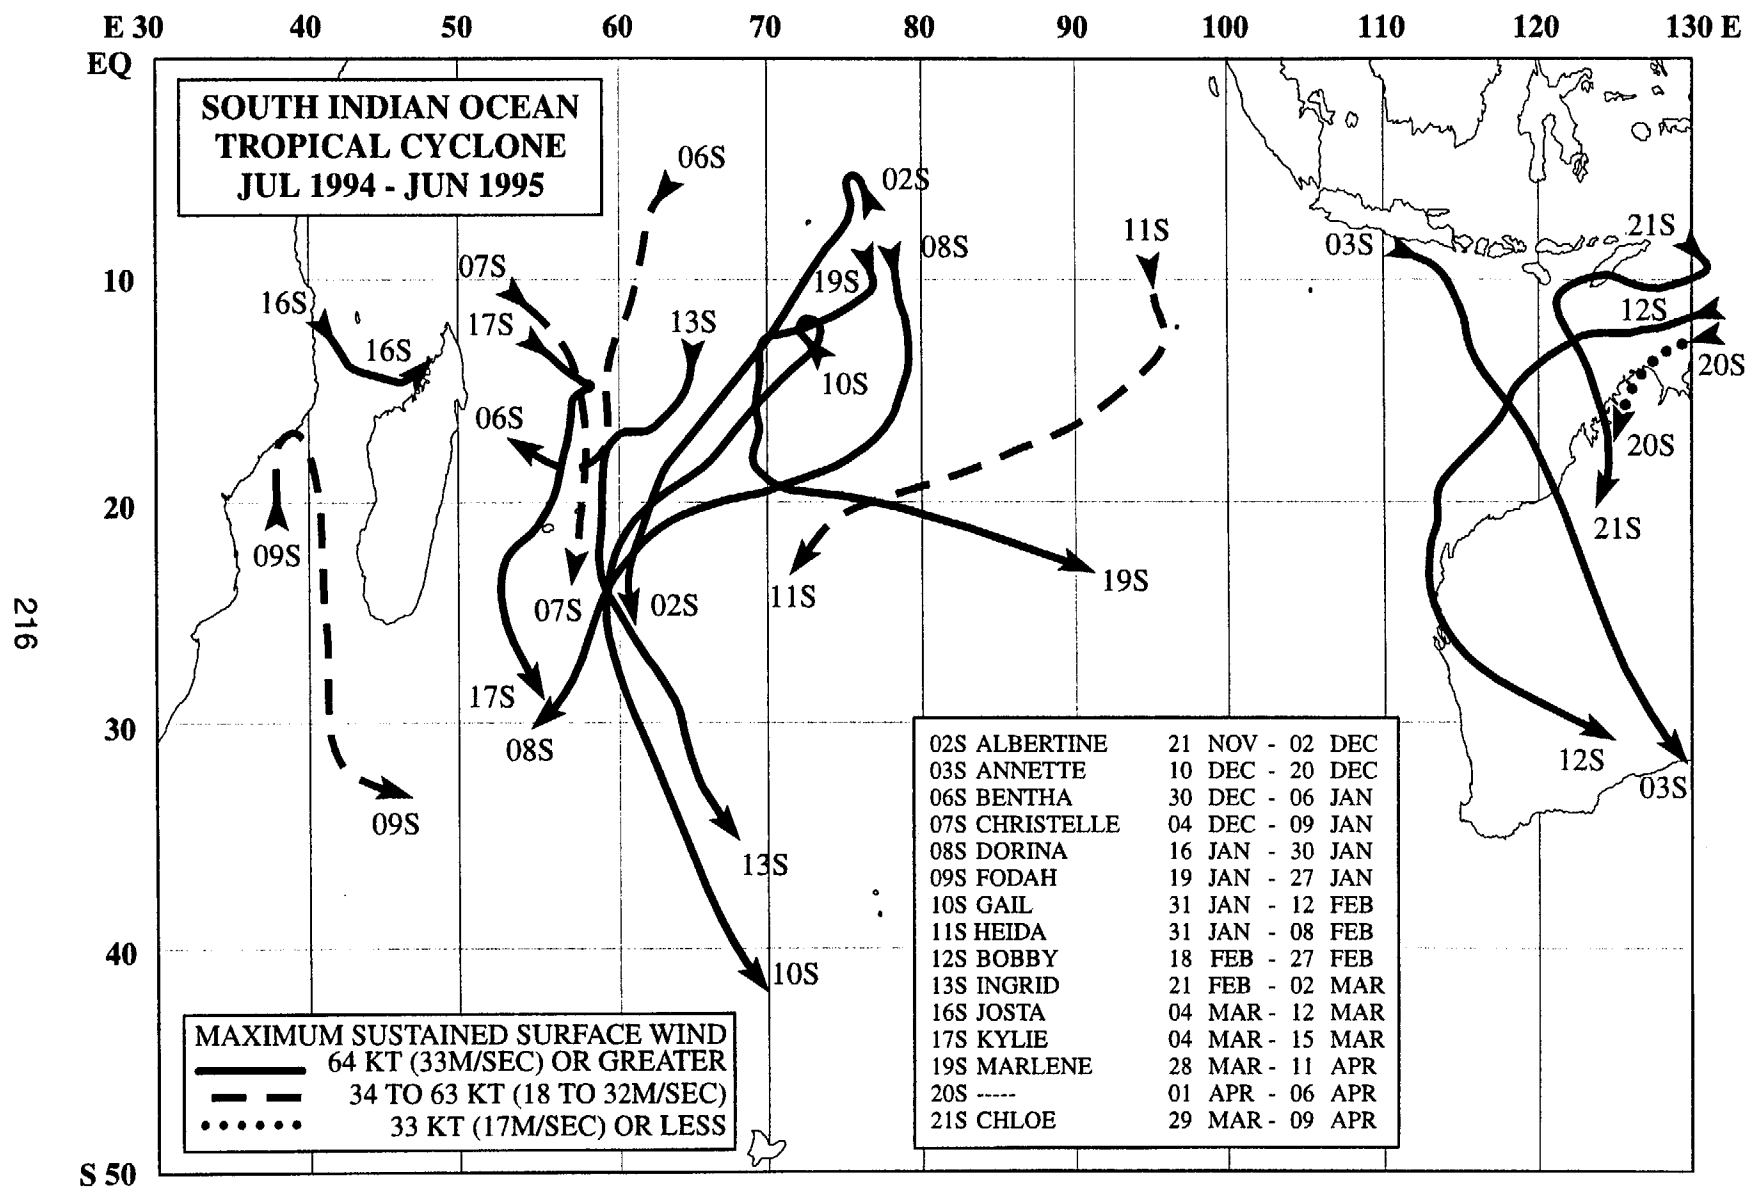 E 30 40 50 60 70 80 90 100 110 120 130 E
EQ
SOUTH INDIAN OCEAN
TROPICAL CYCLONE
JUL 1994 - JUN 1995
06S
02S
21S
11S
03S
08S
07S
19S
10
16S
12S
17S
13S
16S
20S
10S
06S
20S
20
21S
09S
19S
11S
02S
07S
216
17S
30
08S
02S ALBERTINE 21 NOV - 02 DEC
12S
03S ANNETTE 10 DEC - 20 DEC
03S
06S BENTHA 30 DEC - 06 JAN
09S
07S CHRISTELLE 04 DEC - 09 JAN
08S DORINA 16 JAN - 30 JAN
13S
09S FODAH 19 JAN - 27 JAN
10S GAIL 31 JAN - 12 FEB
11S HEIDA 31 JAN - 08 FEB
40
12S BOBBY 18 FEB - 27 FEB
10S
13S INGRID 21 FEB - 02 MAR
16S JOSTA 04 MAR - 12 MAR
17S KYLIE 04 MAR - 15 MAR
19S MARLENE 28 MAR - 11 APR
20S ----- 01 APR - 06 APR
21S CHLOE 29 MAR - 09 APR
MAXIMUM SUSTAINED SURFACE WIND
64 KT (33M/SEC) OR GREATER
34 TO 63 KT (18 TO 32M/SEC)
33 KT (17M/SEC) OR LESS
S 50